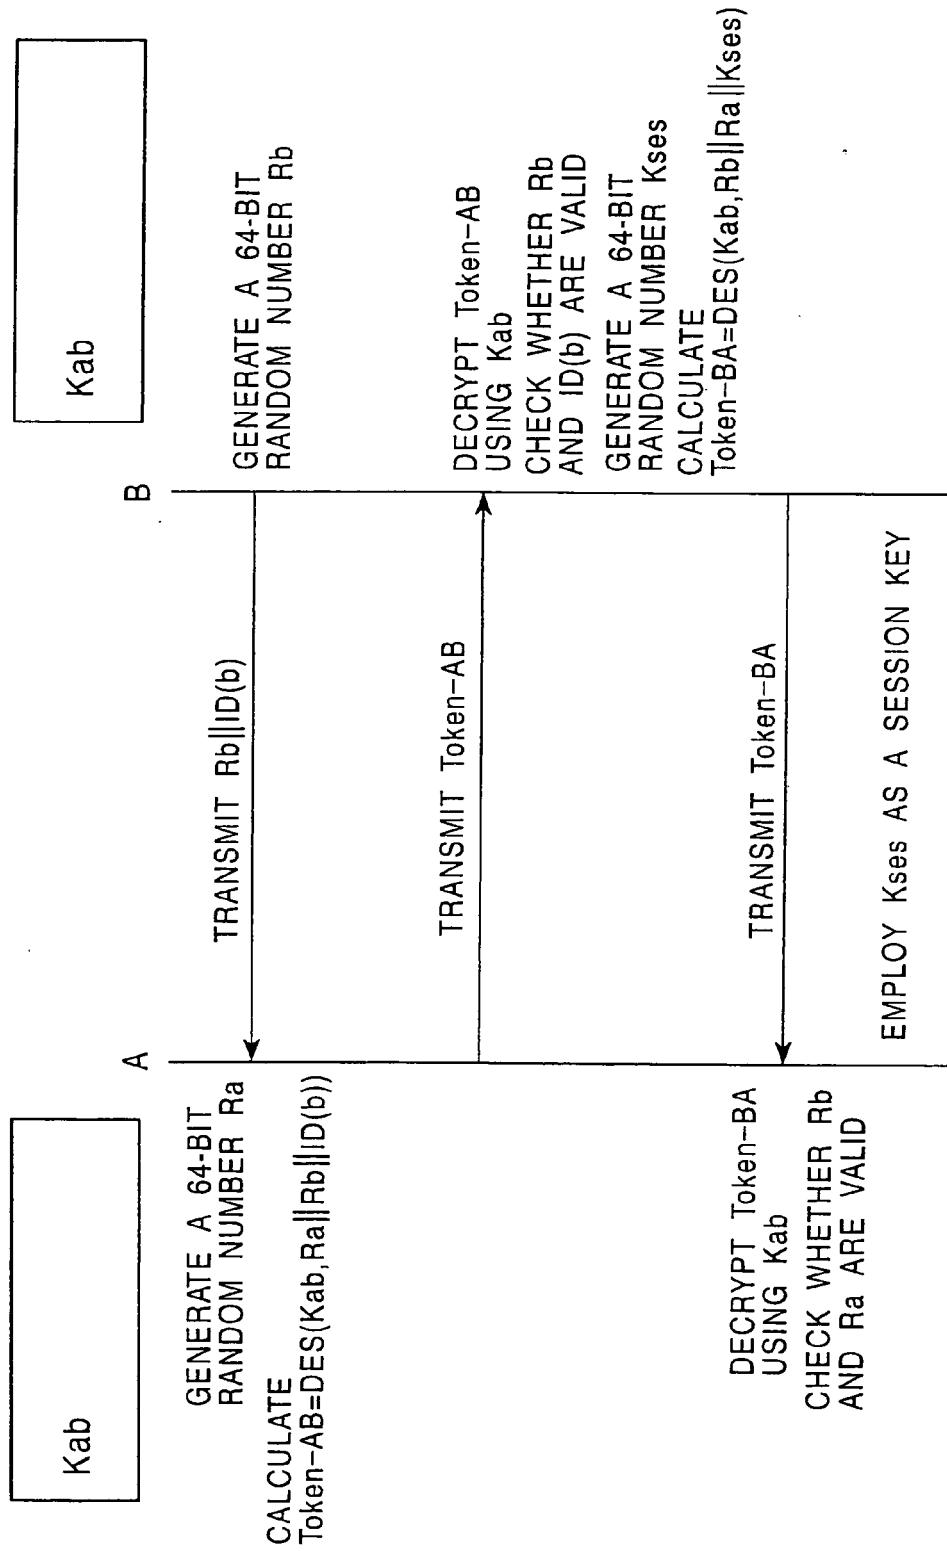 Kab
Kab
A
B
GENERATE A 64-BIT
RANDOM NUMBER Rb
TRANSMIT Rb||ID(b)
GENERATE A 64-BIT
RANDOM NUMBER Ra
CALCULATE
Token-AB=DES(Kab,Ra||Rb||ID(b))
TRANSMIT Token-AB
DECRYPT Token-AB
USING Kab
CHECK WHETHER Rb
AND ID(b) ARE VALID
GENERATE A 64-BIT
RANDOM NUMBER Kses
CALCULATE
Token-BA=DES(Kab,Rb||Ra||Kses)
TRANSMIT Token-BA
DECRYPT Token-BA
USING Kab
CHECK WHETHER Rb
AND Ra ARE VALID
EMPLOY Kses AS A SESSION KEY